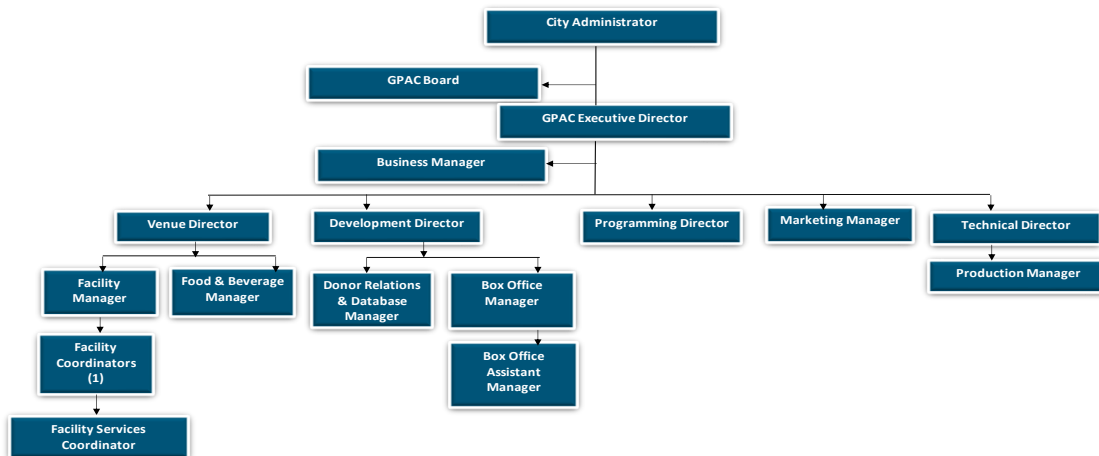 City Administrator
GPAC Board
GPAC Executive Director
Business Manager
Venue Director
Development Director
Programming Director
Marketing Manager
Technical Director
Facility
Manager
Food & Beverage
Manager
Donor Relations
& Database
Manager
Box Office
Manager
Production Manager
Facility
Coordinators
(1)
Box Office
Assistant
Manager
Facility Services
Coordinator